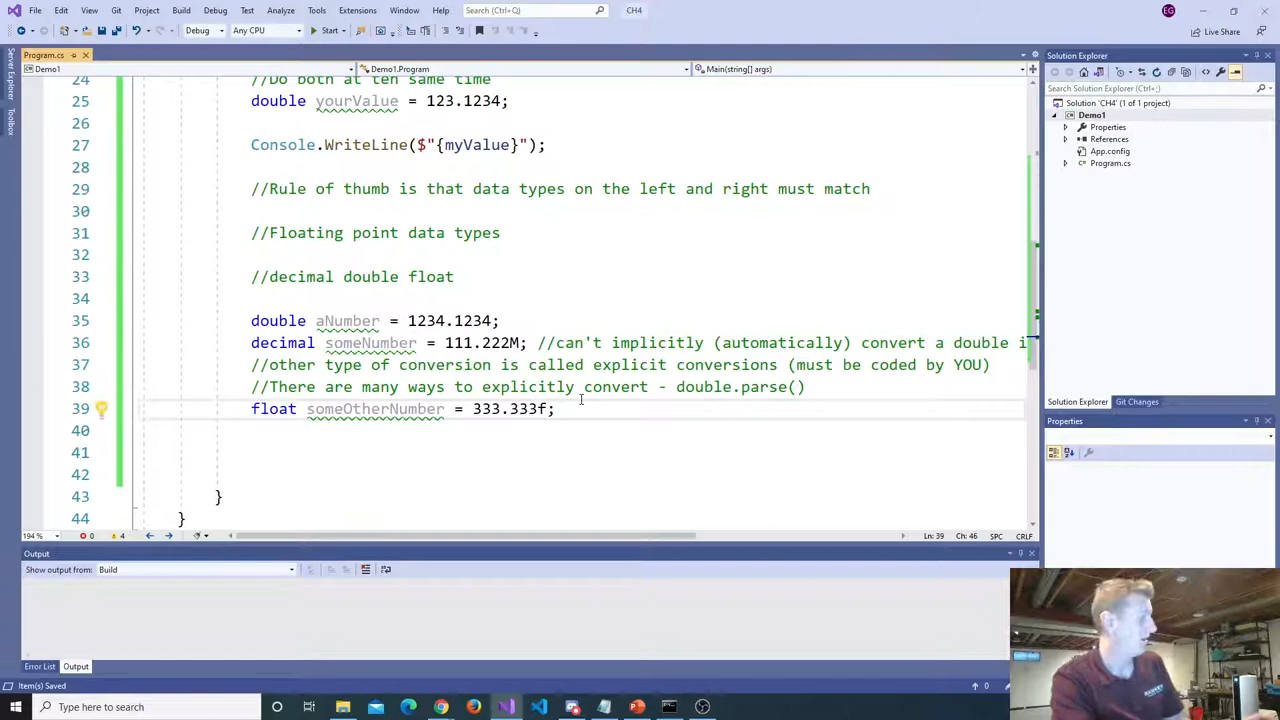 File Edit View Git Project Build Debug Test Analyze Tools Extensions Window Help Search (Ctrl+Q) CH4 EG
Debug Any CPU Start Live Share
Program.cs
Demo1 Demo1.Program Main(string[] args)
Server Explorer
Toolbox
24 //Do both at ten same time
25 double yourValue = 123.1234;
26
27 Console.WriteLine($"{myValue}");
28
29 //Rule of thumb is that data types on the left and right must match
30
31 //Floating point data types
32
33 //decimal double float
34
35 double aNumber = 1234.1234;
36 decimal someNumber = 111.222M; //can't implicitly (automatically) convert a double i
37 //other type of conversion is called explicit conversions (must be coded by YOU)
38 //There are many ways to explicitly convert - double.parse()
39 float someOtherNumber = 333.333f;
40
41
42
43 }
44 }
194 % 0 4 Ln: 39 Ch: 46 SPC CRLF
Output
Show output from: Build
Error List Output
Item(s) Saved 0
Solution Explorer
Search Solution Explorer (Ctrl+;)
Solution 'CH4' (1 of 1 project)
Demo1
Properties
References
App.config
Program.cs
Solution Explorer Git Changes
Properties
Type here to search